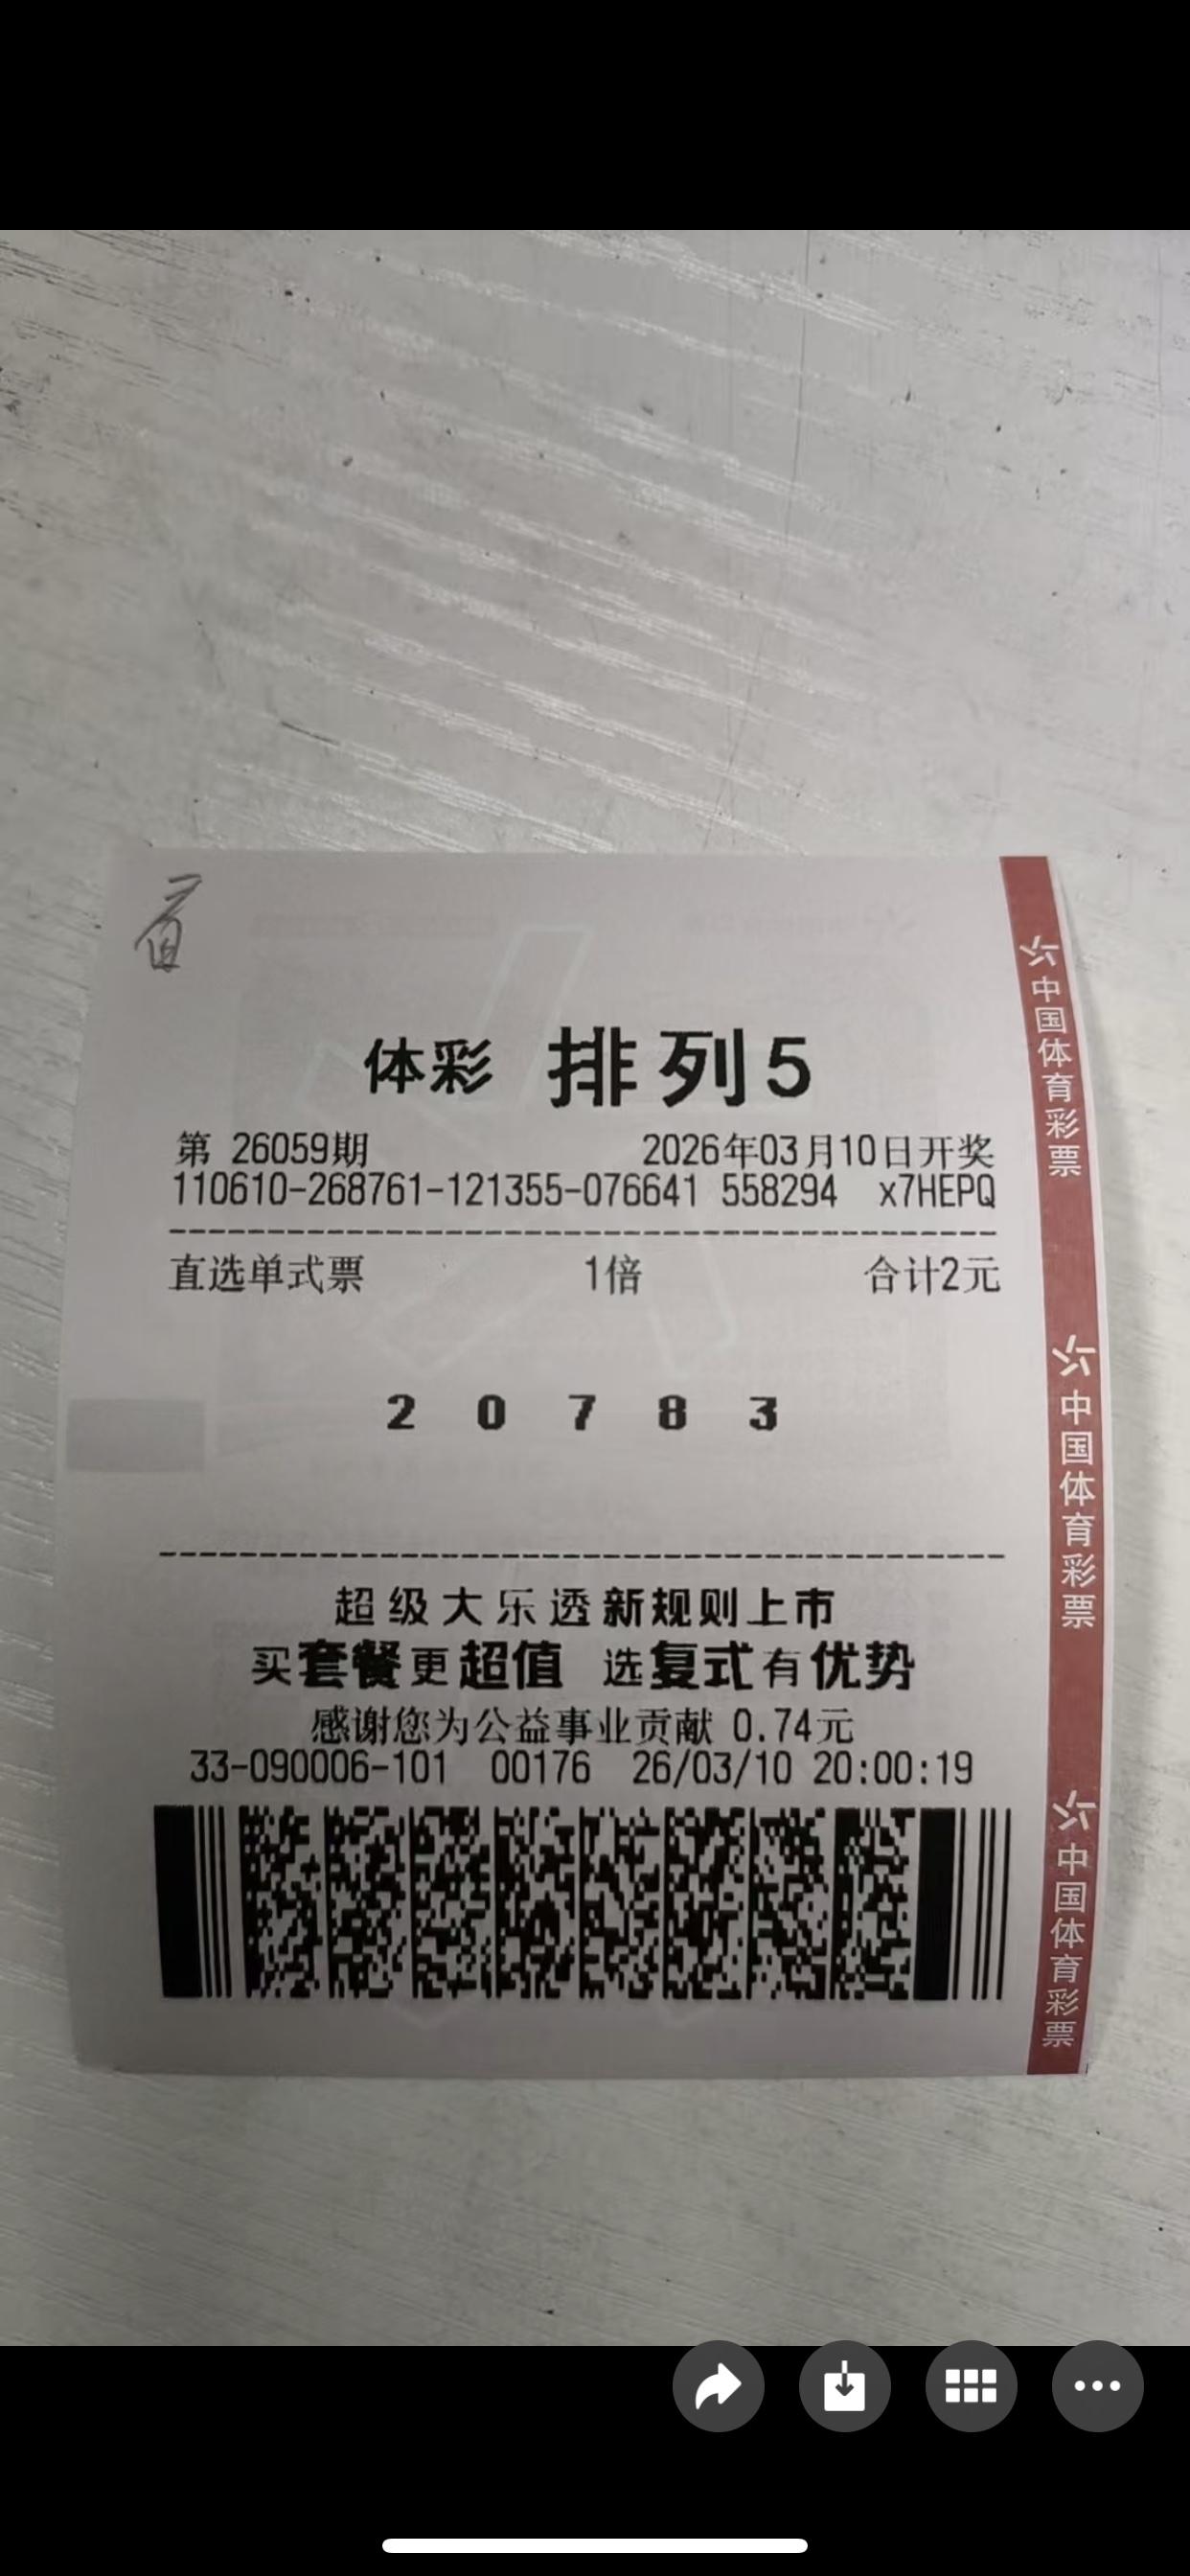 体彩 排列5
第 26059期 2026年03月10日开奖
110610-268761-121355-076641 558294 x7HEPQ
直选单式票 1倍 合计2元
2 0 7 8 3
超级大乐透新规则上市
买套餐更超值 选复式有优势
感谢您为公益事业贡献 0.74元
33-090006-101 00176 26/03/10 20:00:19
中国体育彩票
中国体育彩票
中国体育彩票